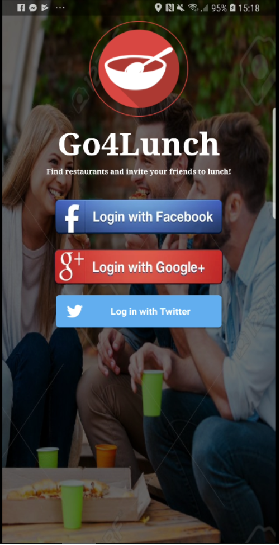 95% 15:18
Go4Lunch
Find restaurants and invite your friends to lunch!
f Login with Facebook
g+ Login with Google+
Log in with Twitter